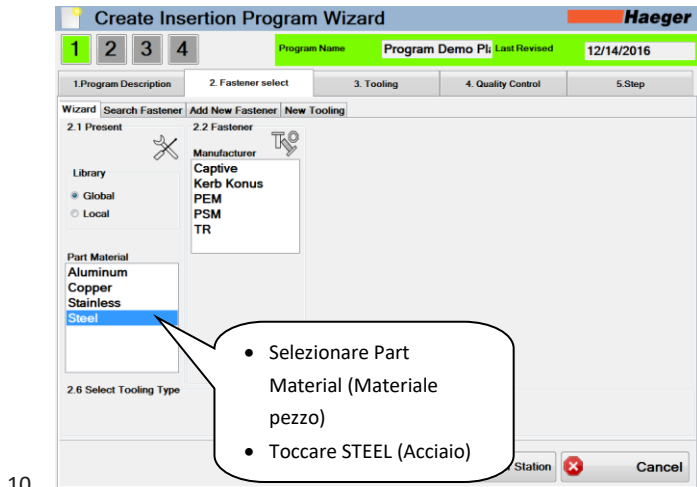 Create Insertion Program Wizard
Haeger
1 2 3 4
Program Name
Program Demo Pl
Last Revised
12/14/2016
1.Program Description
2. Fastener select
3. Tooling
4. Quality Control
5.Step
Wizard
Search Fastener
Add New Fastener
New Tooling
2.1 Present
2.2 Fastener
Library
Global
Local
Manufacturer
Captive
Kerb Konus
PEM
PSM
TR
Part Material
Aluminum
Copper
Stainless
Steel
2.6 Select Tooling Type
• Selezionare Part
Material (Materiale
pezzo)
• Toccare STEEL (Acciaio)
Station
Cancel
10